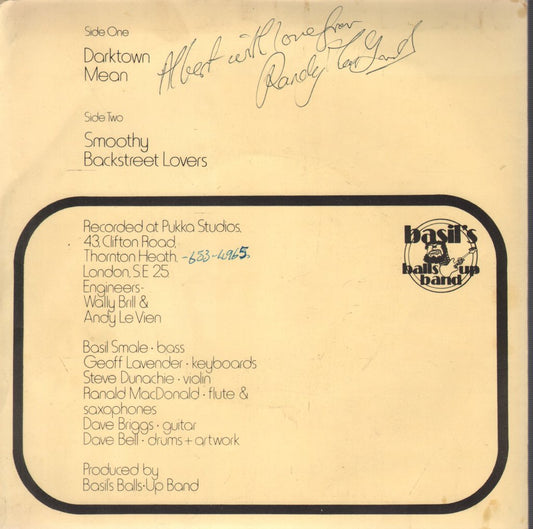 Side One
Darktown
Mean
Albert with love from
Randy
Side Two
Smoothy
Backstreet Lovers
Recorded at Pukka Studios,
43, Clifton Road,
Thornton Heath, -653-4965
London, S.E 25.
Engineers-
Wally Brill &
Andy Le Vien
basil's
balls up
band
Basil Smale · bass
Geoff Lavender · keyboards
Steve Dunachie · violin
Ranald MacDonald · flute &
saxophones
Dave Briggs · guitar
Dave Bell · drums + artwork
Produced by
Basil's Balls-Up Band